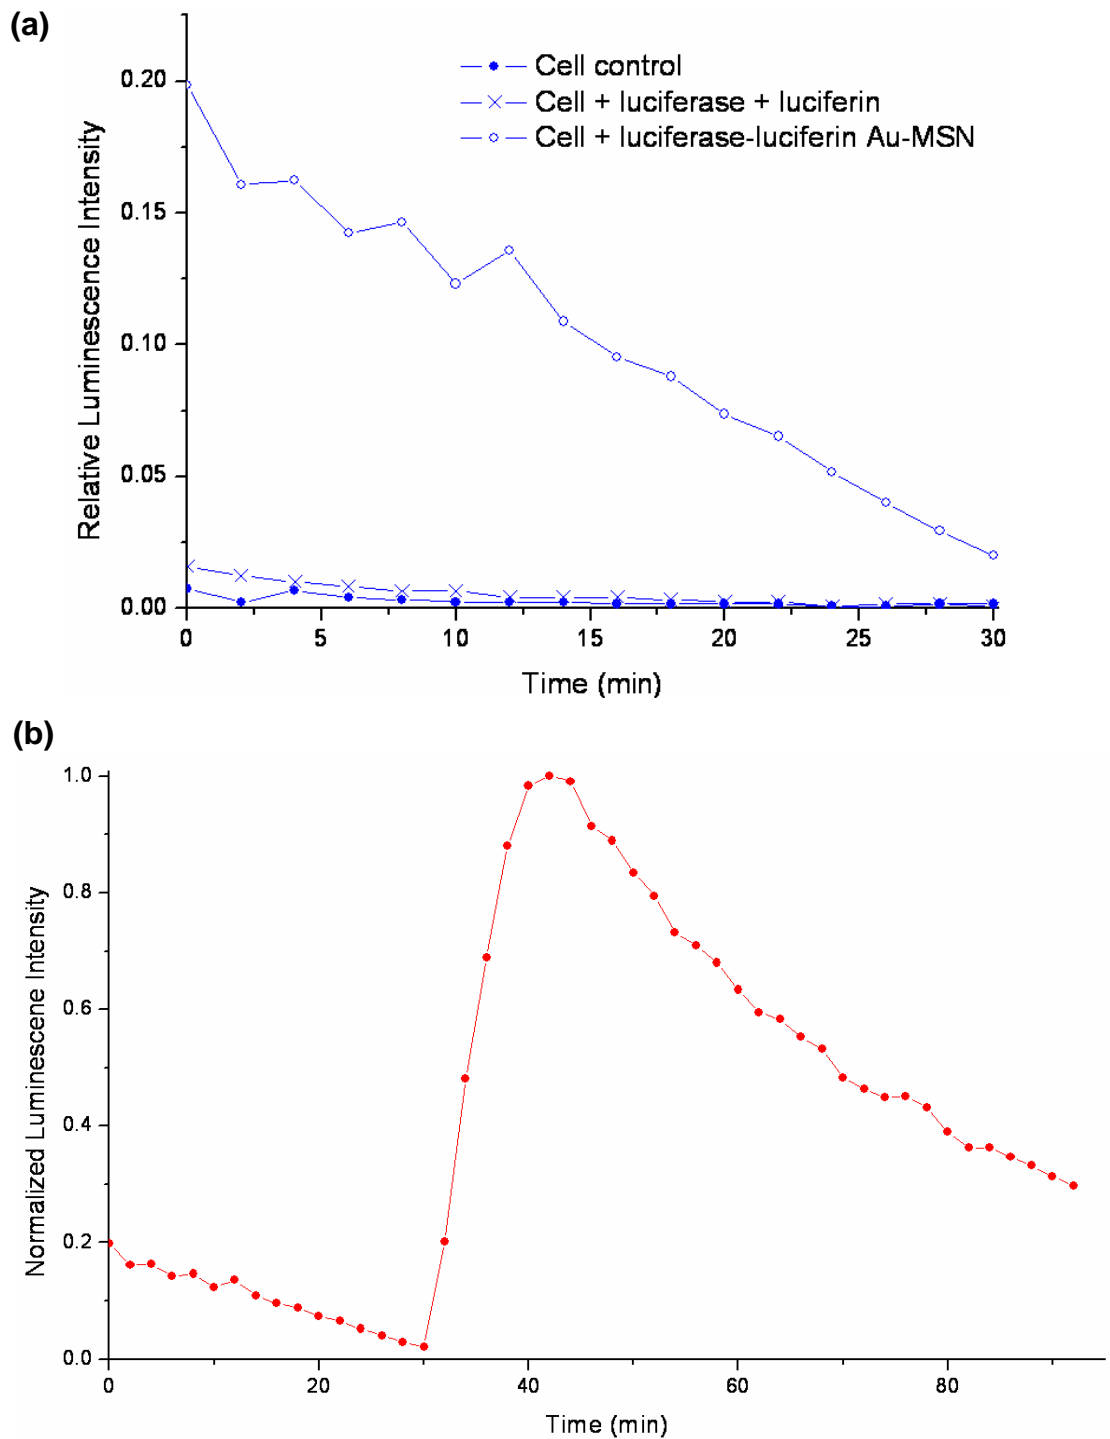 (a)
Relative Luminescence Intensity
0.20
0.15
0.10
0.05
0.00
Cell control
Cell + luciferase + luciferin
Cell + luciferase-luciferin Au-MSN
0 5 10 15 20 25 30
Time (min)
(b)
Normalized Luminescene Intensity
1.0
0.8
0.6
0.4
0.2
0.0
0 20 40 60 80
Time (min)